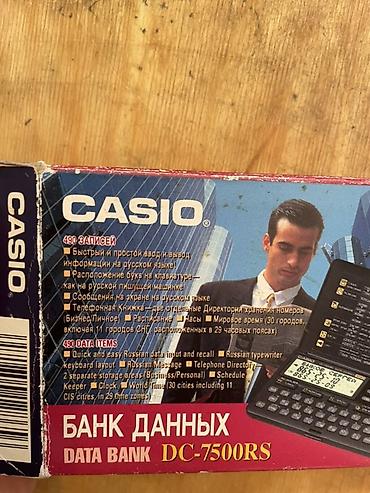 CASIO
CASIO®
490 ЗАПИСЕЙ
■ Быстрый и простой ввод и вывод
информации на русском языке
■ Расположение букв на клавиатуре—
как на русской пишущей машинке
■ Сообщения на экране на русском языке
■ Телефонная Книжка—две отдельные Директории хранения номеров
(Бизнес/Личное) ■ Расписание ■ Часы ■ Мировое время (30 городов,
включая 11 городов СНГ, расположенных в 29 часовых поясах)
490 DATA ITEMS
■ Quick and easy Russian data input and recall ■ Russian typewriter
keyboard layout ■ Russian Message ■ Telephone Directory
2 separate storage areas (Business/Personal) ■ Schedule
Keeper ■ Clock ■ World Time (30 cities including 11
CIS cities, in 29 time zones)
БАНК ДАННЫХ
DATA BANK DC-7500RS